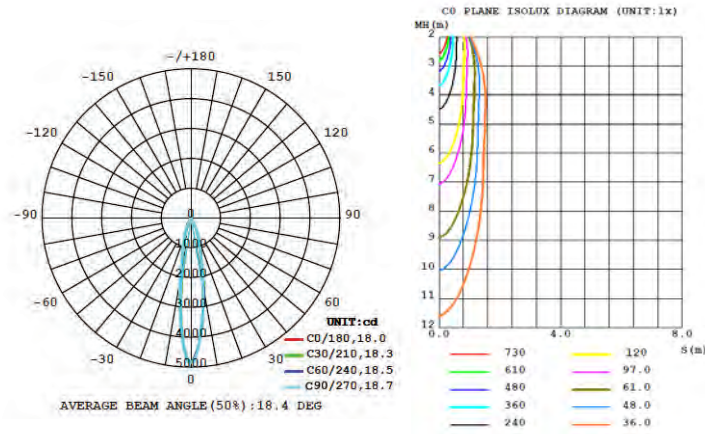 -/+180
-150 150
-120 120
-90 90
-60 60
-30 30
0
0
1000
2000
3000
4000
5000
UNIT:cd
C0/180,18.0
C30/210,18.3
C60/240,18.5
C90/270,18.7
AVERAGE BEAM ANGLE(50%):18.4 DEG
C0 PLANE ISOLUX DIAGRAM (UNIT:lx)
MH(m)
2
2
4
5
6
7
8
9
10
11
12
0.0 4.0 8.0
S(m)
730 120
610 97.0
480 61.0
360 48.0
240 36.0